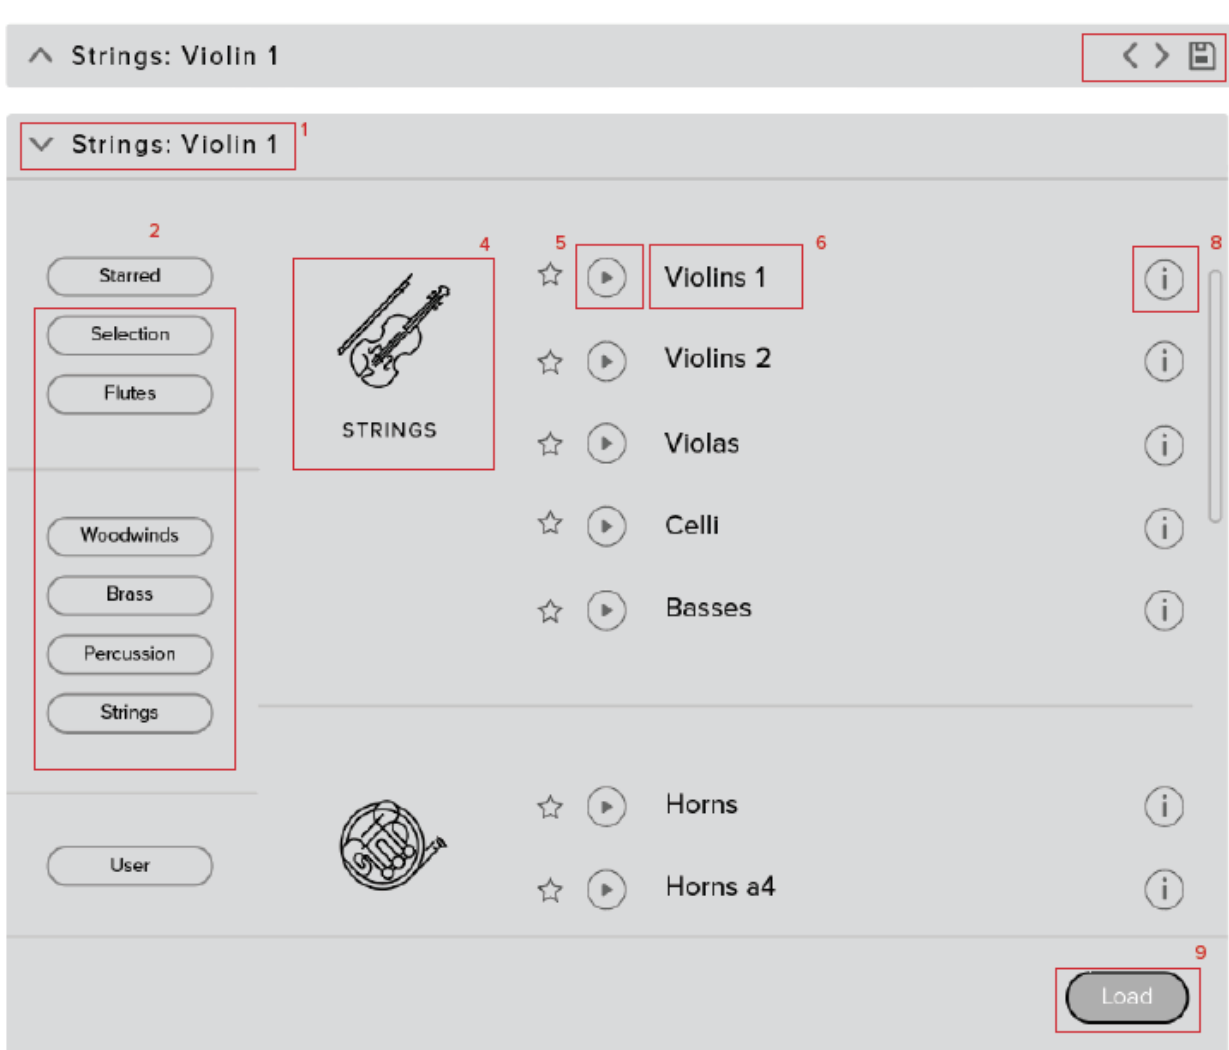 Strings: Violin 1
Strings: Violin 1
1
2
Starred
Selection
Flutes
Woodwinds
Brass
Percussion
Strings
User
4
STRINGS
5
6
8
Violins 1
Violins 2
Violas
Celli
Basses
Horns
Horns a4
9
Load